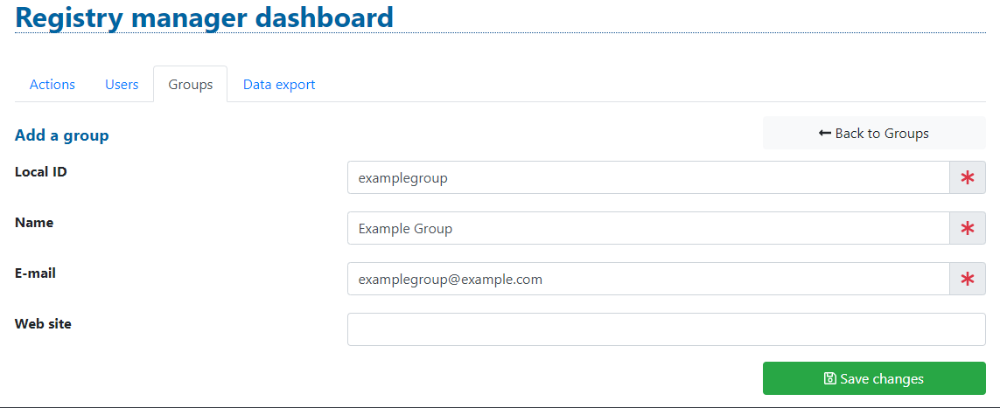 Registry manager dashboard
Actions Users Groups Data export
Add a group
Back to Groups
Local ID
examplegroup
Name
Example Group
E-mail
examplegroup@example.com
Web site
Save changes